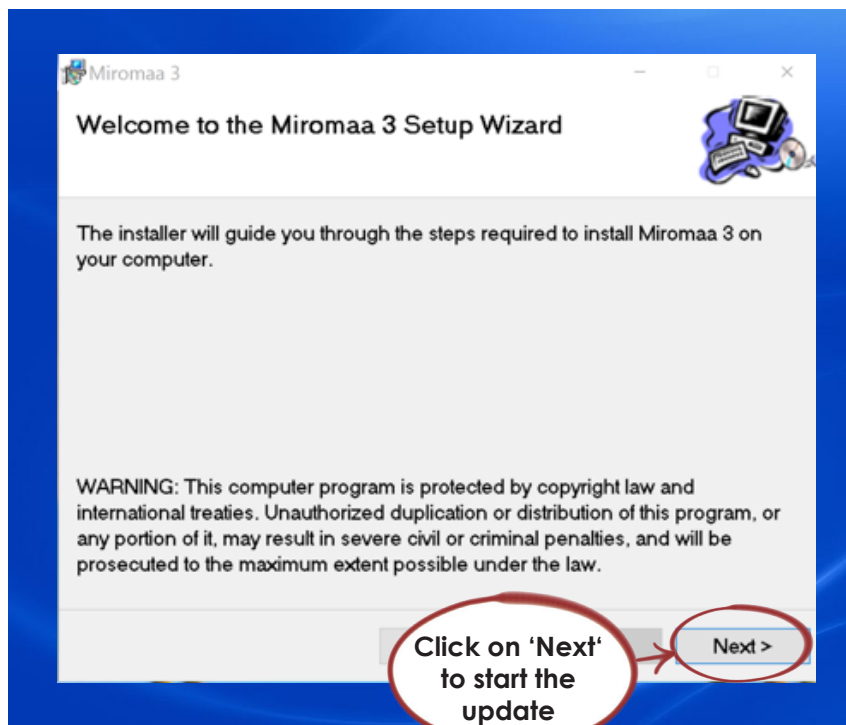 Miromaa 3
Welcome to the Miromaa 3 Setup Wizard
The installer will guide you through the steps required to install Miromaa 3 on
your computer.
WARNING: This computer program is protected by copyright law and
international treaties. Unauthorized duplication or distribution of this program, or
any portion of it, may result in severe civil or criminal penalties, and will be
prosecuted to the maximum extent possible under the law.
Click on ‘Next‘
to start the
update
Next >